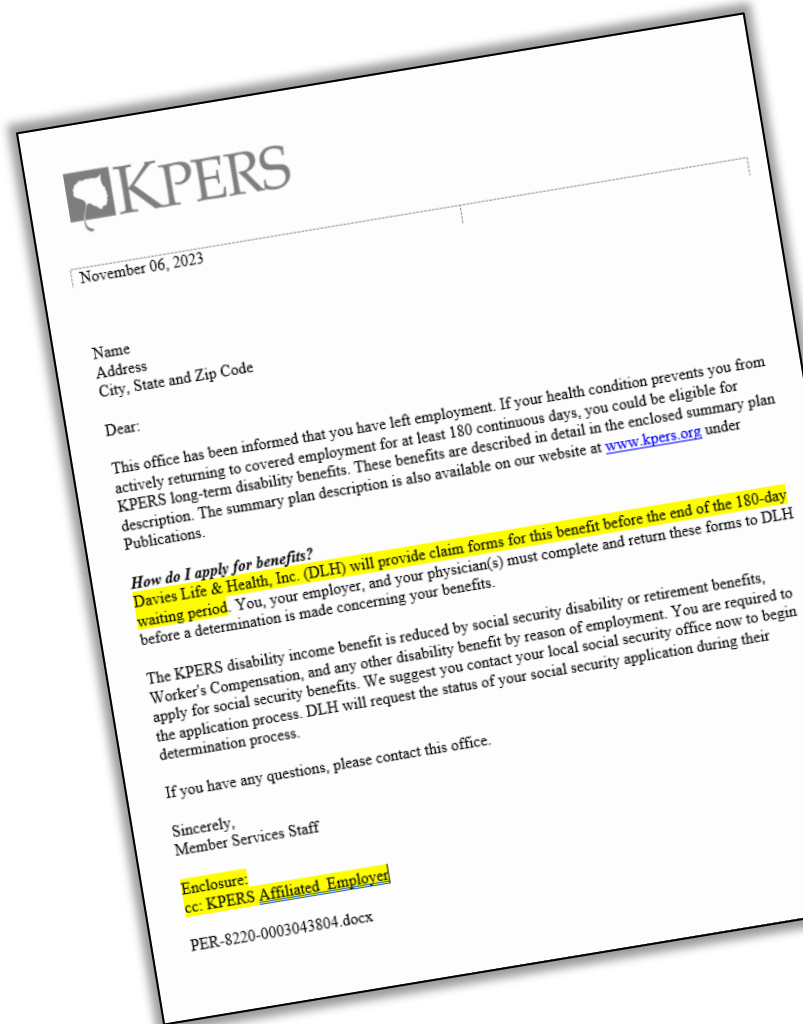 KPERS
November 06, 2023
Name
Address
City, State and Zip Code
Dear:
This office has been informed that you have left employment. If your health condition prevents you from
actively returning to covered employment for at least 180 continuous days, you could be eligible for
KPERS long-term disability benefits. These benefits are described in detail in the enclosed summary plan
description. The summary plan description is also available on our website at www.kpers.org under
Publications.
How do I apply for benefits?
Davies Life & Health, Inc. (DLH) will provide claim forms for this benefit before the end of the 180-day
waiting period. You, your employer, and your physician(s) must complete and return these forms to DLH
before a determination is made concerning your benefits.
The KPERS disability income benefit is reduced by social security disability or retirement benefits,
Worker's Compensation, and any other disability benefit by reason of employment. You are required to
apply for social security benefits. We suggest you contact your local social security office now to begin
the application process. DLH will request the status of your social security application during their
determination process.
If you have any questions, please contact this office.
Sincerely,
Member Services Staff
Enclosure:
cc: KPERS Affiliated Employer
PER-8220-0003043804.docx